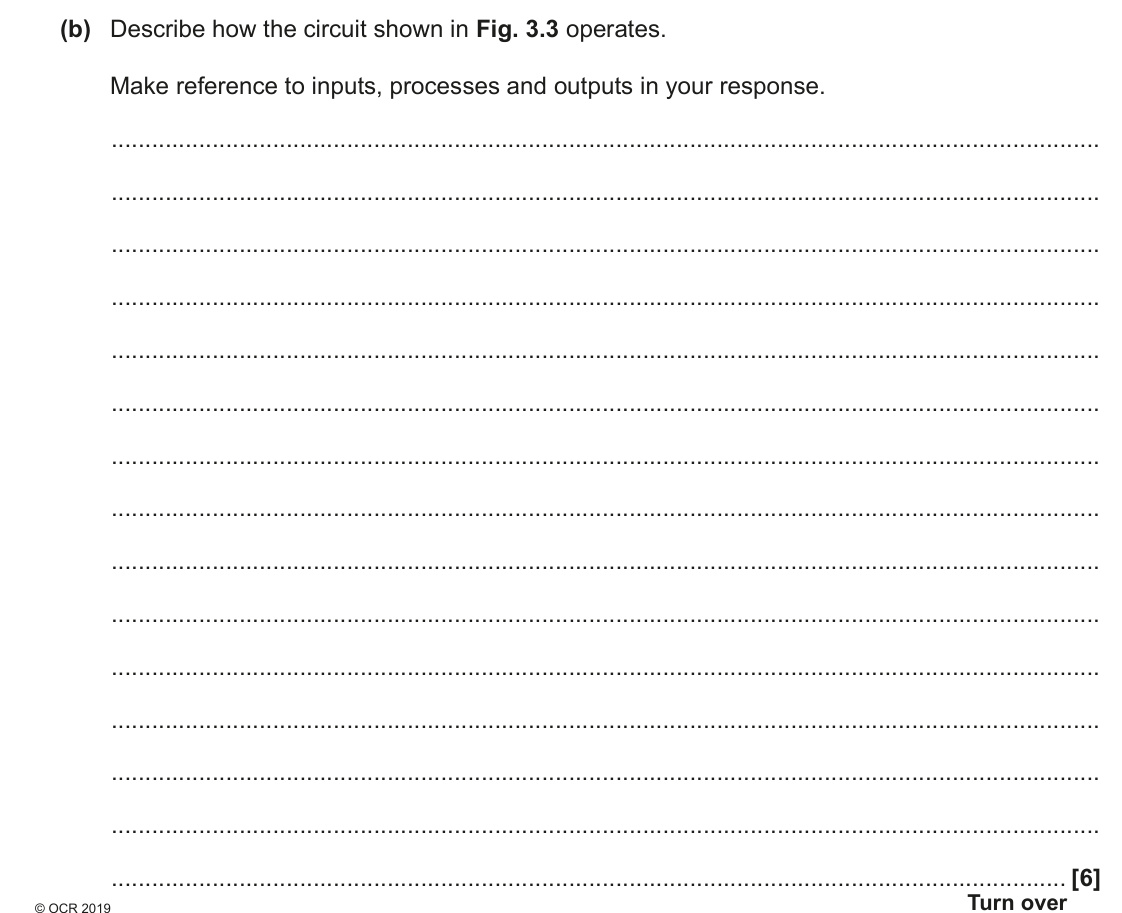 (b) Describe how the circuit shown in Fig. 3.3 operates.
Make reference to inputs, processes and outputs in your response.
[6]
© OCR 2019
Turn over